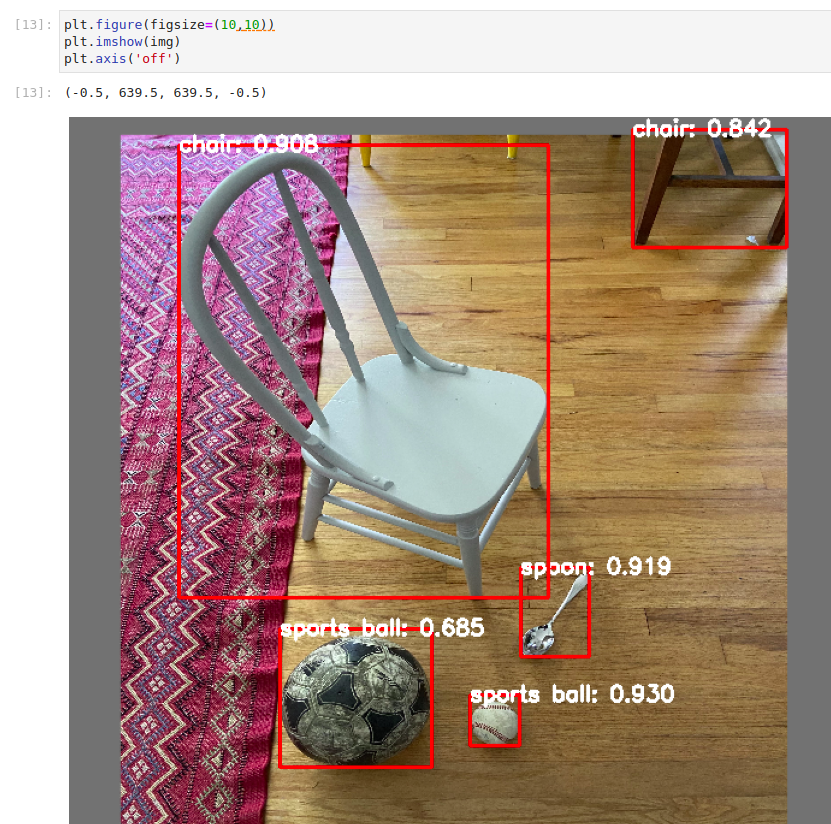 [13]: plt.figure(figsize=(10,10))
plt.imshow(img)
plt.axis('off')
[13]: (-0.5, 639.5, 639.5, -0.5)
chair: 0.842
chair: 0.908
spoon: 0.919
sports ball: 0.685
sports ball: 0.930